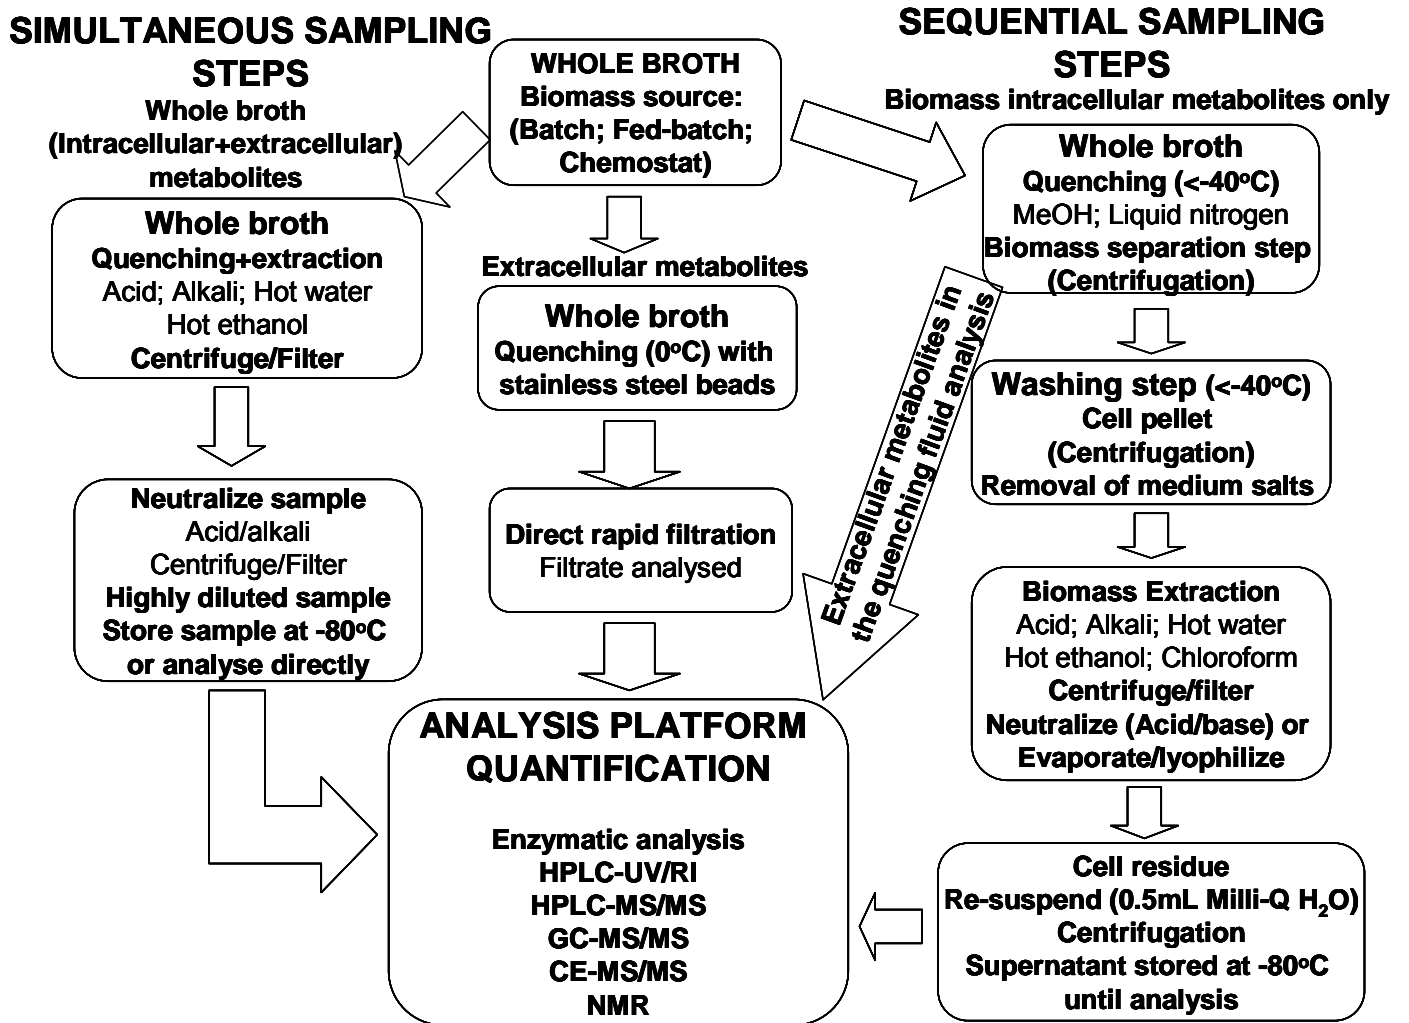 SIMULTANEOUS SAMPLING
STEPS
Whole broth
(Intracellular+extracellular)
metabolites
Whole broth
Quenching+extraction
Acid; Alkali; Hot water
Hot ethanol
Centrifuge/Filter
Neutralize sample
Acid/alkali
Centrifuge/Filter
Highly diluted sample
Store sample at -80ºC
or analyse directly
WHOLE BROTH
Biomass source:
(Batch; Fed-batch;
Chemostat)
Extracellular metabolites
Whole broth
Quenching (0ºC) with
stainless steel beads
Direct rapid filtration
Filtrate analysed
SEQUENTIAL SAMPLING
STEPS
Biomass intracellular metabolites only
Whole broth
Quenching (<-40ºC)
MeOH; Liquid nitrogen
Biomass separation step
(Centrifugation)
Extracellular metabolites in
the quenching fluid analysis
Washing step (<-40ºC)
Cell pellet
(Centrifugation)
Removal of medium salts
Biomass Extraction
Acid; Alkali; Hot water
Hot ethanol; Chloroform
Centrifuge/filter
Neutralize (Acid/base) or
Evaporate/lyophilize
Cell residue
Re-suspend (0.5mL Milli-Q H₂O)
Centrifugation
Supernatant stored at -80ºC
until analysis
ANALYSIS PLATFORM
QUANTIFICATION
Enzymatic analysis
HPLC-UV/RI
HPLC-MS/MS
GC-MS/MS
CE-MS/MS
NMR